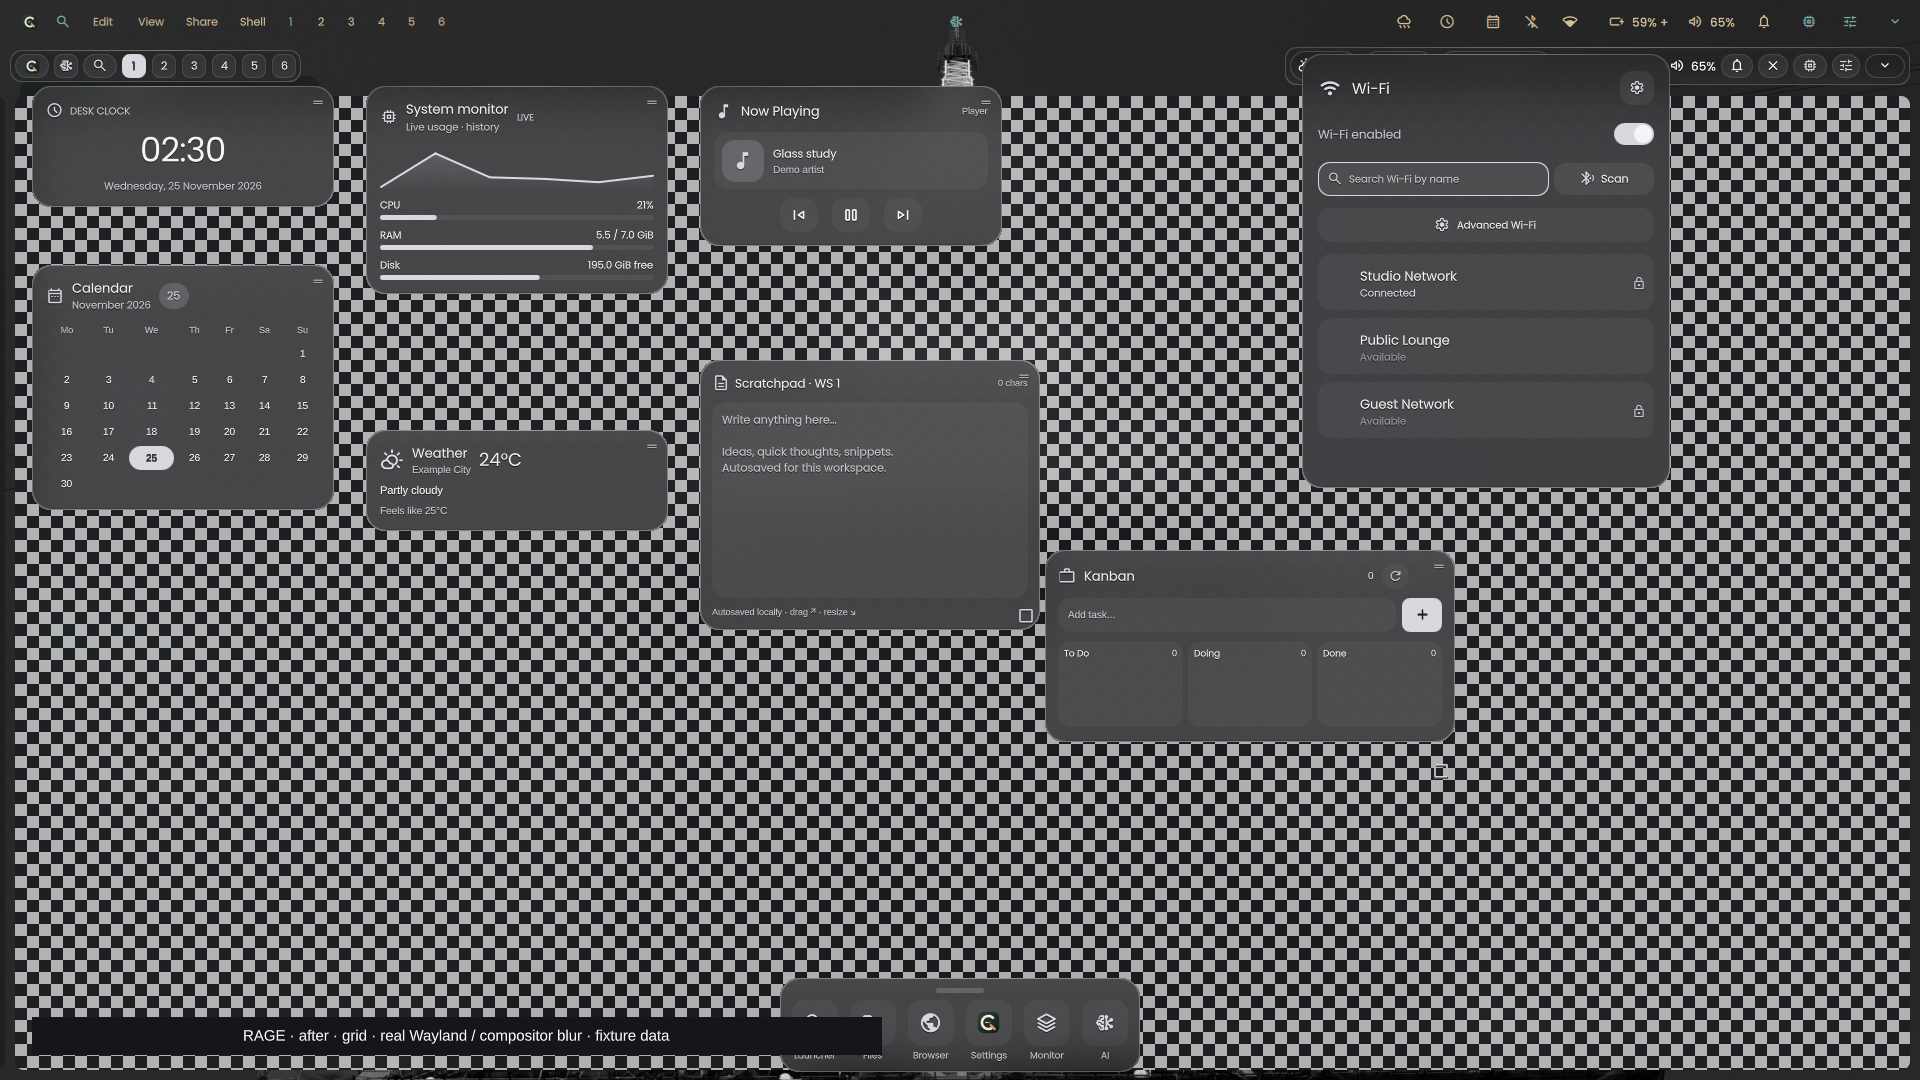 Edit View Share Shell 1 2 3 4 5 6
59% + 65%
1 2 3 4 5 6
65%
DESK CLOCK
02:30
Wednesday, 25 November 2026
System monitor LIVE
Live usage · history
CPU 21%
RAM 5.5 / 7.0 GiB
Disk 195.0 GiB free
Now Playing Player
Glass study
Demo artist
Wi-Fi
Wi-Fi enabled
Search Wi-Fi by name Scan
Advanced Wi-Fi
Studio Network
Connected
Public Lounge
Available
Guest Network
Available
Calendar
November 2026 25
Mo Tu We Th Fr Sa Su
1
2 3 4 5 6 7 8
9 10 11 12 13 14 15
16 17 18 19 20 21 22
23 24 25 26 27 28 29
30
Weather
Example City 24°C
Partly cloudy
Feels like 25°C
Scratchpad · WS 1 0 chars
Write anything here...
Ideas, quick thoughts, snippets.
Autosaved for this workspace.
Autosaved locally · drag ↗ · resize ↘
Kanban 0
Add task... +
To Do 0 Doing 0 Done 0
RAGE · after · grid · real Wayland / compositor blur · fixture data
Launcher Files Browser Settings Monitor AI